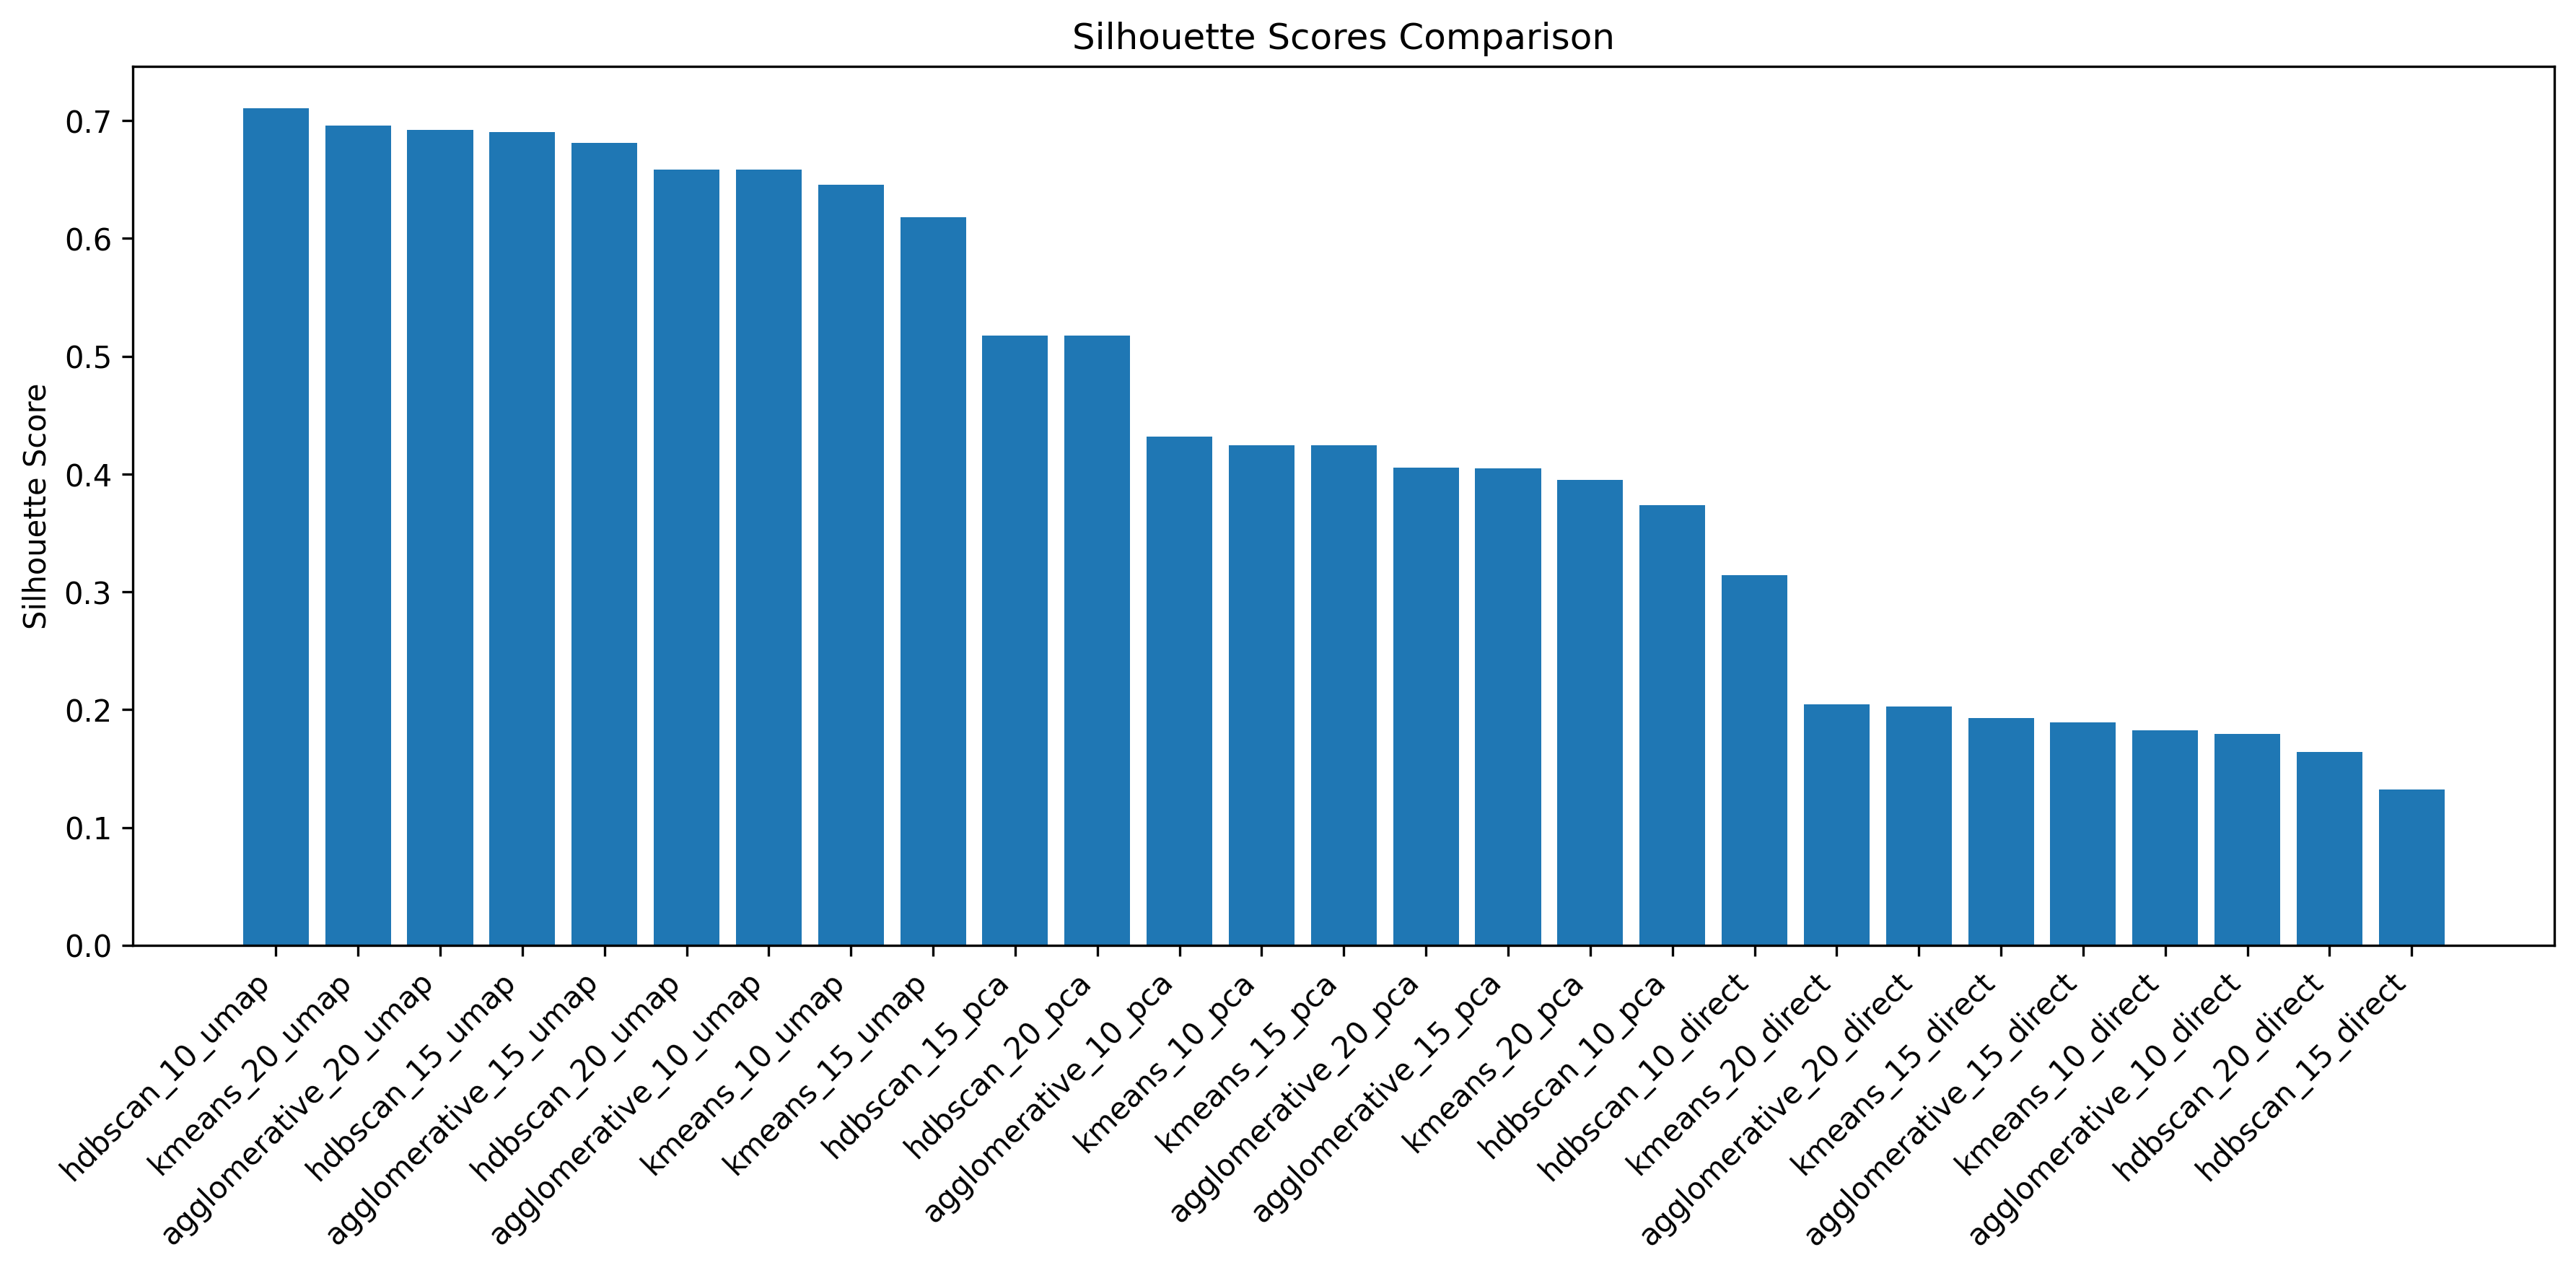 Silhouette Scores Comparison
Silhouette Score
0.7
0.6
0.5
0.4
0.3
0.2
0.1
0.0
hdbscan_10_umap
kmeans_20_umap
agglomerative_20_umap
hdbscan_15_umap
agglomerative_15_umap
hdbscan_20_umap
agglomerative_10_umap
kmeans_10_umap
kmeans_15_umap
hdbscan_15_pca
hdbscan_20_pca
agglomerative_10_pca
kmeans_10_pca
kmeans_15_pca
agglomerative_20_pca
agglomerative_15_pca
kmeans_20_pca
hdbscan_10_pca
hdbscan_10_direct
kmeans_20_direct
agglomerative_20_direct
kmeans_15_direct
agglomerative_15_direct
kmeans_10_direct
agglomerative_10_direct
hdbscan_20_direct
hdbscan_15_direct